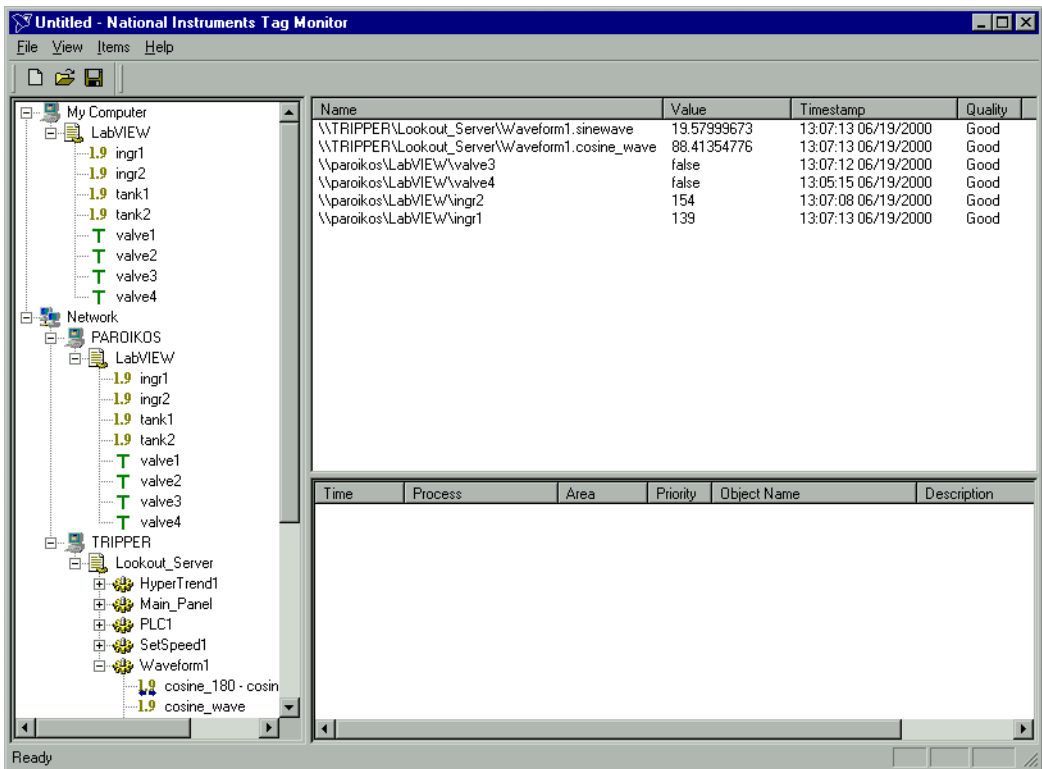 Untitled - National Instruments Tag Monitor
File View Items Help
My Computer
LabVIEW
1.9 ingr1
1.9 ingr2
1.9 tank1
1.9 tank2
T valve1
T valve2
T valve3
T valve4
Network
PAROIKOS
LabVIEW
1.9 ingr1
1.9 ingr2
1.9 tank1
1.9 tank2
T valve1
T valve2
T valve3
T valve4
TRIPPER
Lookout_Server
HyperTrend1
Main_Panel
PLC1
SetSpeed1
Waveform1
1.9 cosine_180 - cosin
1.9 cosine_wave
Name Value Timestamp Quality
\\TRIPPER\Lookout_Server\Waveform1.sinewave 19.57999673 13:07:13 06/19/2000 Good
\\TRIPPER\Lookout_Server\Waveform1.cosine_wave 88.41354776 13:07:13 06/19/2000 Good
\\paroikos\LabVIEW\valve3 false 13:07:12 06/19/2000 Good
\\paroikos\LabVIEW\valve4 false 13:05:15 06/19/2000 Good
\\paroikos\LabVIEW\ingr2 154 13:07:08 06/19/2000 Good
\\paroikos\LabVIEW\ingr1 139 13:07:13 06/19/2000 Good
Time Process Area Priority Object Name Description
Ready